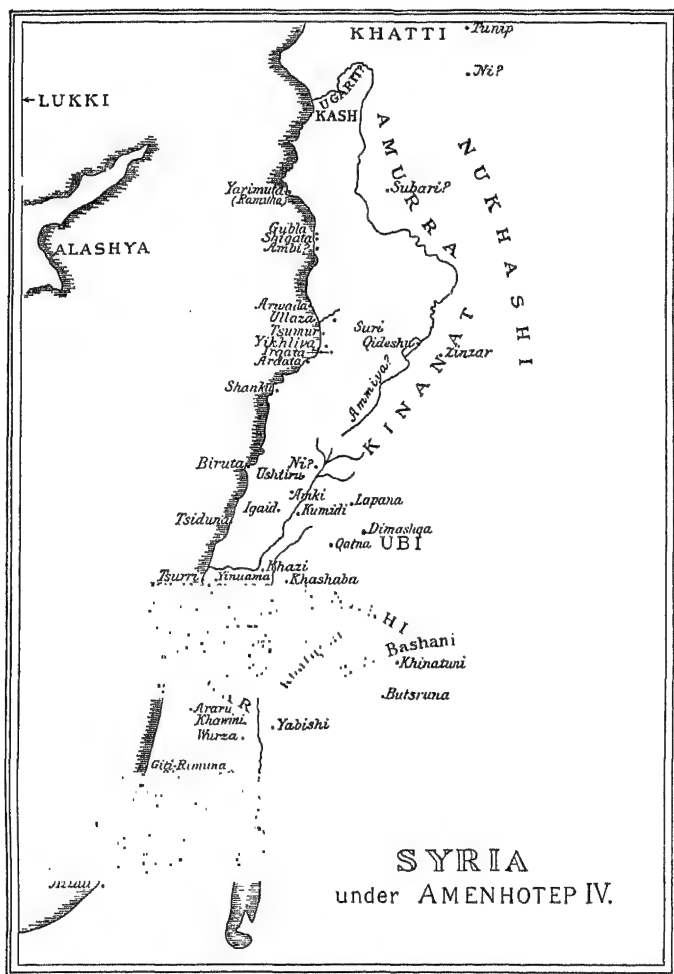 KHATTI
Tunip
Ni?
LUKKI
UGARIT?
KASH
AMURRA
NUKHASHI
Subari?
Yarimuta
(Ramitha)
Gubla
Shigata
Ambi?
ALASHYA
Arwada
Ullaza
Tsumur
Yikhliya
Irqata
Ardata
Suri
Qideshu
Zinzar
Ammiya?
KINANAT
Shanku
Biruta
Ni?
Ushtiru
Amki
Lapana
Igaid
Kumidi
Tsiduna
Dimashqa
Qatna
UBI
Khazi
Tsurri
Yinuama
Khashaba
HI
Bashani
Khinatuni
Butsruna
R
Araru
Khawini
Yabishi
Wurza
Giti-Rimuna
SYRIA
under AMENHOTEP IV.